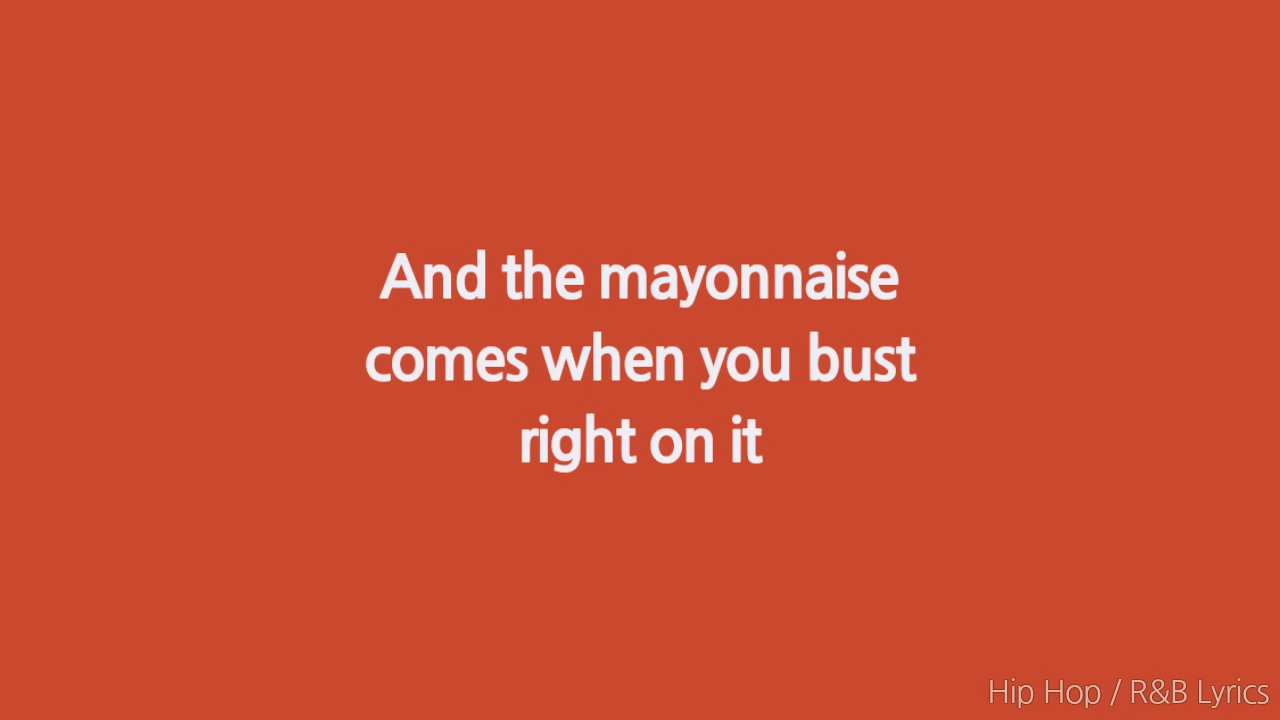 And the mayonnaise
comes when you bust
right on it
Hip Hop / R&B Lyrics